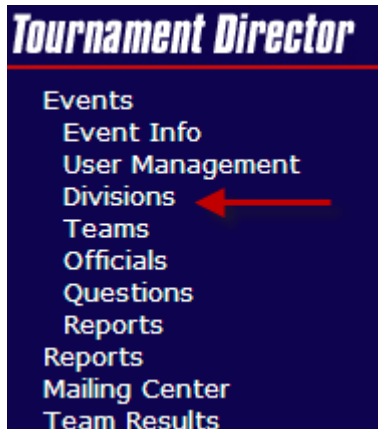 Tournament Director
Events
Event Info
User Management
Divisions
Teams
Officials
Questions
Reports
Reports
Mailing Center
Team Results